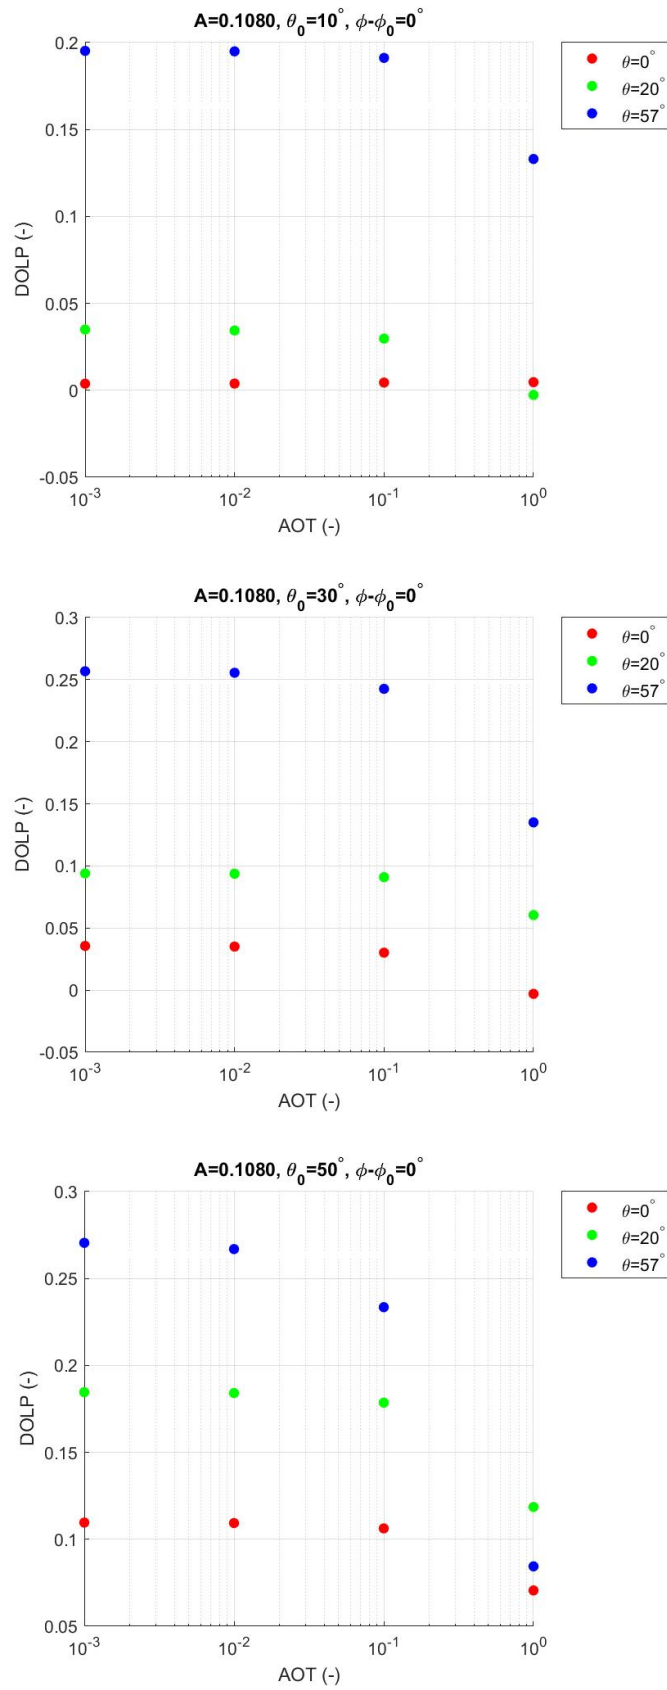 A=0.1080, θ₀=10°, ϕ-ϕ₀=0°
0.2
0.15
0.1
0.05
0
-0.05
DOLP (-)
10⁻³ 10⁻² 10⁻¹ 10⁰
AOT (-)
θ=0°
θ=20°
θ=57°
A=0.1080, θ₀=30°, ϕ-ϕ₀=0°
0.3
0.25
0.2
0.15
0.1
0.05
0
-0.05
DOLP (-)
10⁻³ 10⁻² 10⁻¹ 10⁰
AOT (-)
θ=0°
θ=20°
θ=57°
A=0.1080, θ₀=50°, ϕ-ϕ₀=0°
0.3
0.25
0.2
0.15
0.1
0.05
DOLP (-)
10⁻³ 10⁻² 10⁻¹ 10⁰
AOT (-)
θ=0°
θ=20°
θ=57°